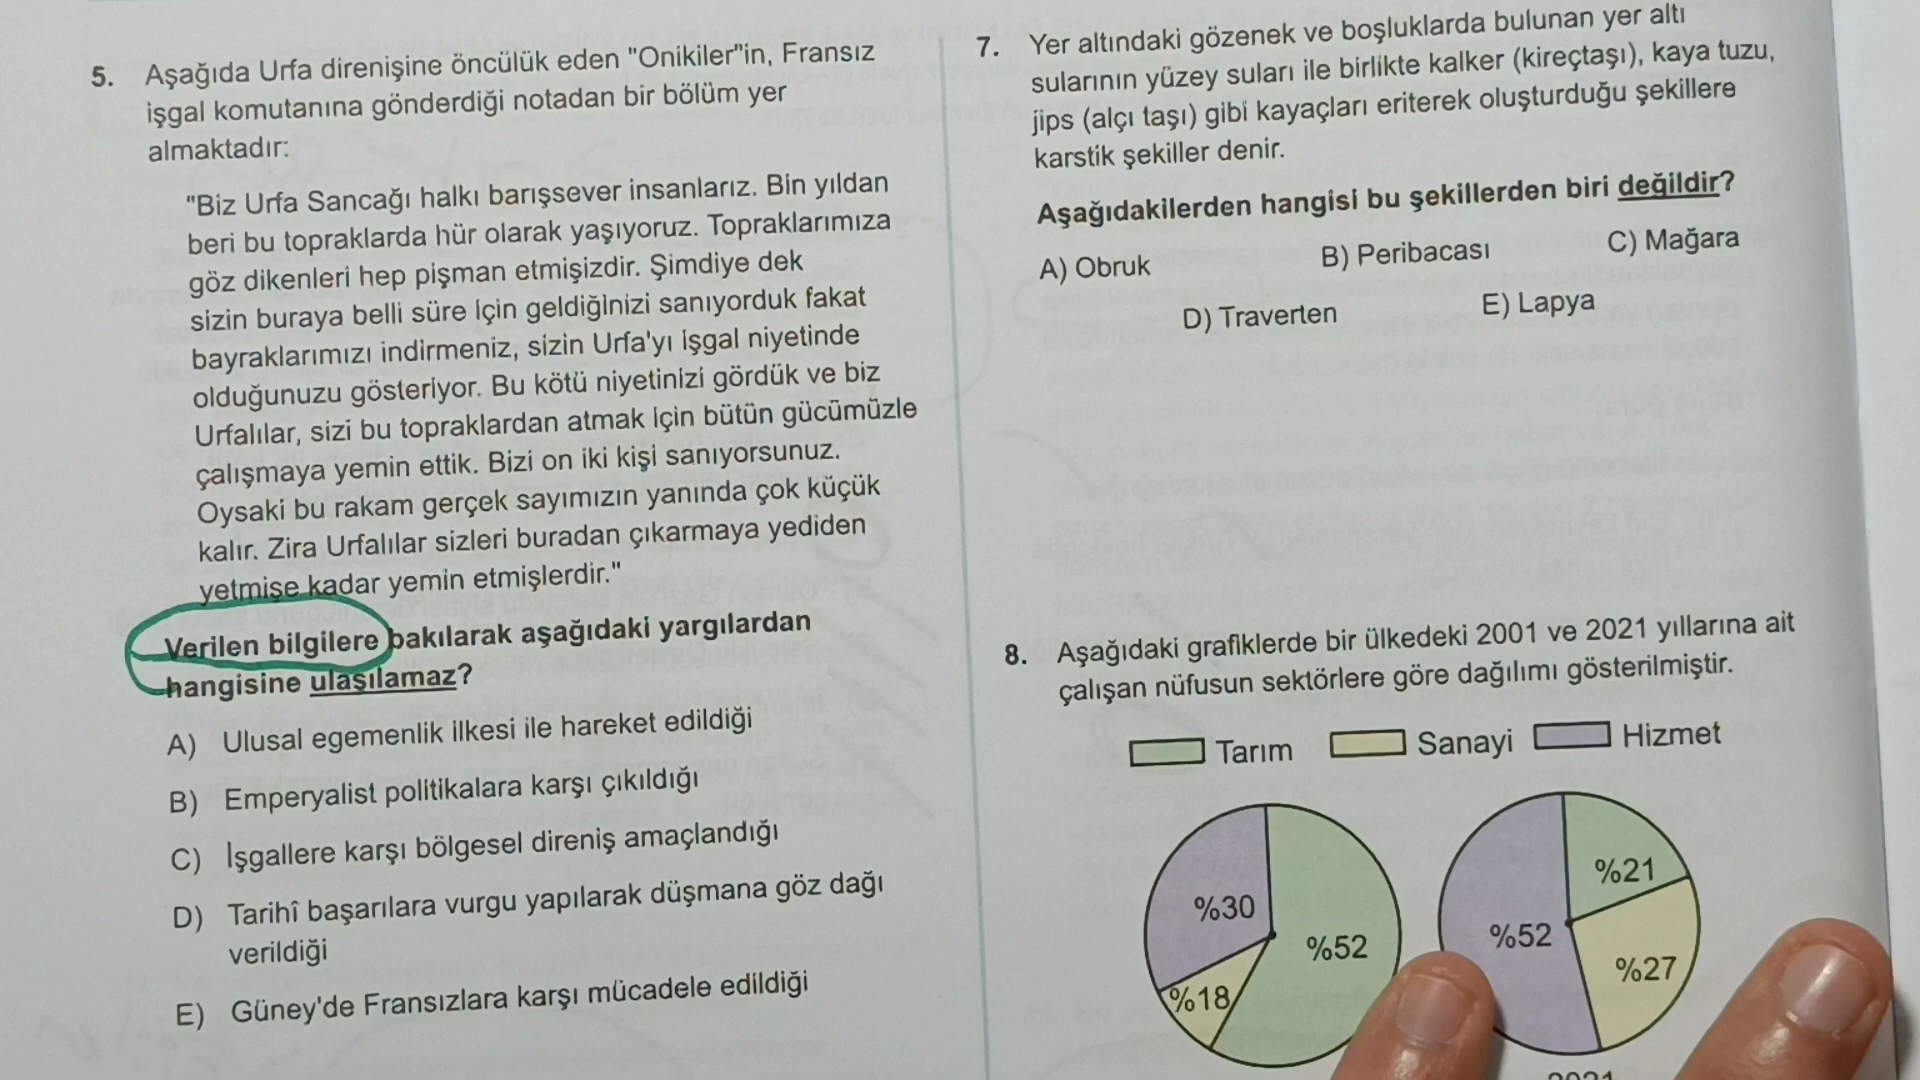 5. Aşağıda Urfa direnişine öncülük eden "Onikiler"in, Fransız
işgal komutanına gönderdiği notadan bir bölüm yer
almaktadır:
"Biz Urfa Sancağı halkı barışsever insanlarız. Bin yıldan
beri bu topraklarda hür olarak yaşıyoruz. Topraklarımıza
göz dikenleri hep pişman etmişizdir. Şimdiye dek
sizin buraya belli süre için geldiğinizi sanıyorduk fakat
bayraklarımızı indirmeniz, sizin Urfa'yı işgal niyetinde
olduğunuzu gösteriyor. Bu kötü niyetinizi gördük ve biz
Urfalılar, sizi bu topraklardan atmak için bütün gücümüzle
çalışmaya yemin ettik. Bizi on iki kişi sanıyorsunuz.
Oysaki bu rakam gerçek sayımızın yanında çok küçük
kalır. Zira Urfalılar sizleri buradan çıkarmaya yediden
yetmişe kadar yemin etmişlerdir."
Verilen bilgilere bakılarak aşağıdaki yargılardan
hangisine ulaşılamaz?
A) Ulusal egemenlik ilkesi ile hareket edildiği
B) Emperyalist politikalara karşı çıkıldığı
C) İşgallere karşı bölgesel direniş amaçlandığı
D) Tarihî başarılara vurgu yapılarak düşmana göz dağı
verildiği
E) Güney'de Fransızlara karşı mücadele edildiği
7. Yer altındaki gözenek ve boşluklarda bulunan yer altı
sularının yüzey suları ile birlikte kalker (kireçtaşı), kaya tuzu,
jips (alçı taşı) gibi kayaçları eriterek oluşturduğu şekillere
karstik şekiller denir.
Aşağıdakilerden hangisi bu şekillerden biri değildir?
A) Obruk B) Peribacası C) Mağara
D) Traverten E) Lapya
8. Aşağıdaki grafiklerde bir ülkedeki 2001 ve 2021 yıllarına ait
çalışan nüfusun sektörlere göre dağılımı gösterilmiştir.
Tarım Sanayi Hizmet
%30 %52 %18
%21 %52 %27
2021